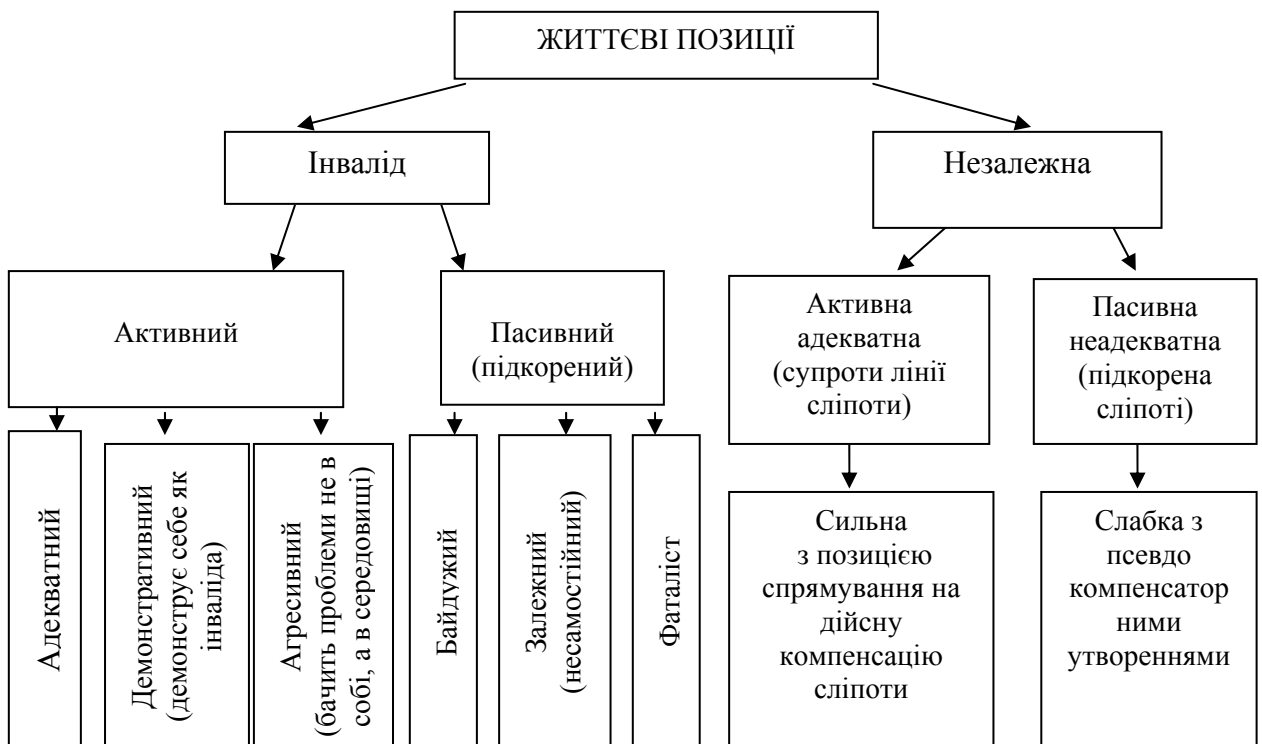 ЖИТТЄВІ ПОЗИЦІЇ
Інвалід
Незалежна
Активний
Пасивний
(підкорений)
Активна
адекватна
(супроти лінії
сліпоти)
Пасивна
неадекватна
(підкорена
сліпоті)
Адекватний
Демонстративний
(демонструє себе як
інваліда)
Агресивний
(бачить проблеми не в
собі, а в середовищі)
Байдужий
Залежний
(несамостійний)
Фаталіст
Сильна
з позицією
спрямування на
дійсну
компенсацію
сліпоти
Слабка з
псевдо
компенсатор
ними
утвореннями